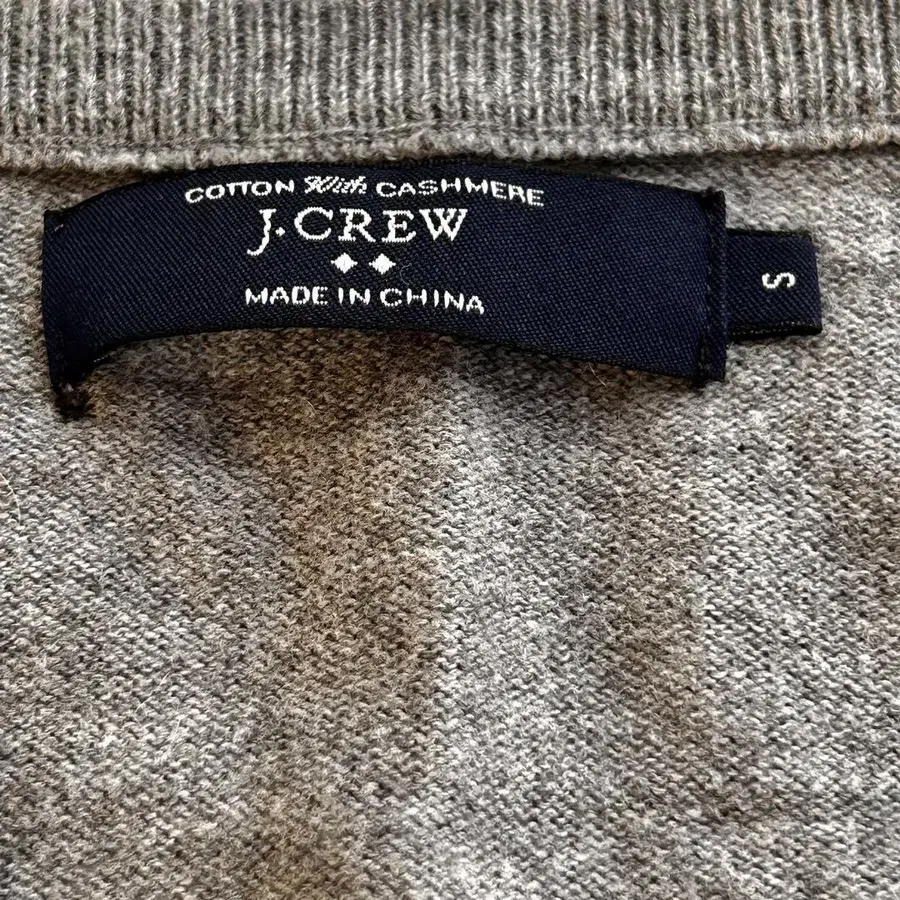 COTTON With CASHMERE
J.CREW
MADE IN CHINA
S